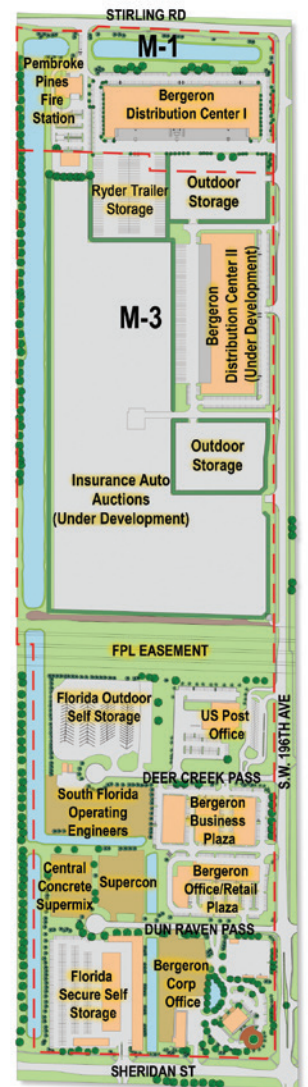 STIRLING RD
M-1
Pembroke
Pines
Fire
Station
Bergeron
Distribution Center I
Ryder Trailer
Storage
Outdoor
Storage
M-3
Bergeron
Distribution Center II
(Under Development)
Outdoor
Storage
Insurance Auto
Auctions
(Under Development)
FPL EASEMENT
S.W. 196TH AVE
Florida Outdoor
Self Storage
US Post
Office
DEER CREEK PASS
South Florida
Operating
Engineers
Bergeron
Business
Plaza
Central
Concrete
Supermix
Supercon
Bergeron
Office/Retail
Plaza
DUN RAVEN PASS
Florida
Secure Self
Storage
Bergeron
Corp
Office
SHERIDAN ST